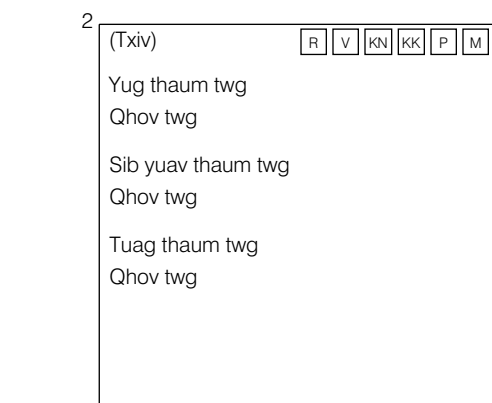 2
(Txiv) R V KN KK P M
Yug thaum twg
Qhov twg
Sib yuav thaum twg
Qhov twg
Tuag thaum twg
Qhov twg